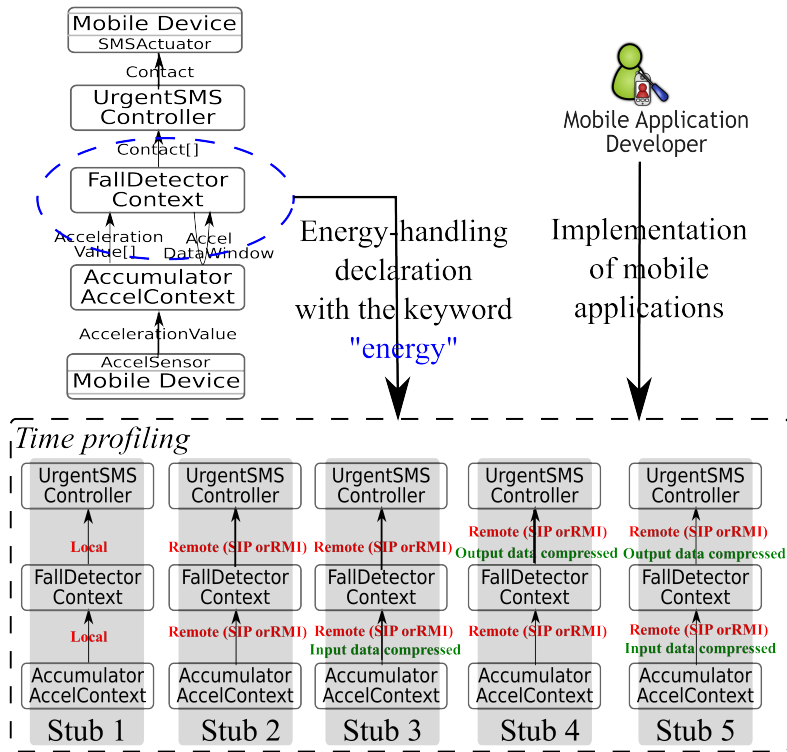 Mobile Device
SMSActuator
Contact
UrgentSMS
Controller
Contact[]
FallDetector
Context
Acceleration
Value[]
Accel
DataWindow
Accumulator
AccelContext
AccelerationValue
AccelSensor
Mobile Device
Energy-handling
declaration
with the keyword
"energy"
Mobile Application
Developer
Implementation
of mobile
applications
Time profiling
UrgentSMS
Controller
Local
FallDetector
Context
Local
Accumulator
AccelContext
Stub 1
UrgentSMS
Controller
Remote (SIP orRMI)
FallDetector
Context
Remote (SIP orRMI)
Accumulator
AccelContext
Stub 2
UrgentSMS
Controller
Remote (SIP orRMI)
FallDetector
Context
Remote (SIP orRMI)
Input data compressed
Accumulator
AccelContext
Stub 3
UrgentSMS
Controller
Remote (SIP orRMI)
Output data compressed
FallDetector
Context
Remote (SIP orRMI)
Accumulator
AccelContext
Stub 4
UrgentSMS
Controller
Remote (SIP orRMI)
Output data compressed
FallDetector
Context
Remote (SIP orRMI)
Input data compressed
Accumulator
AccelContext
Stub 5